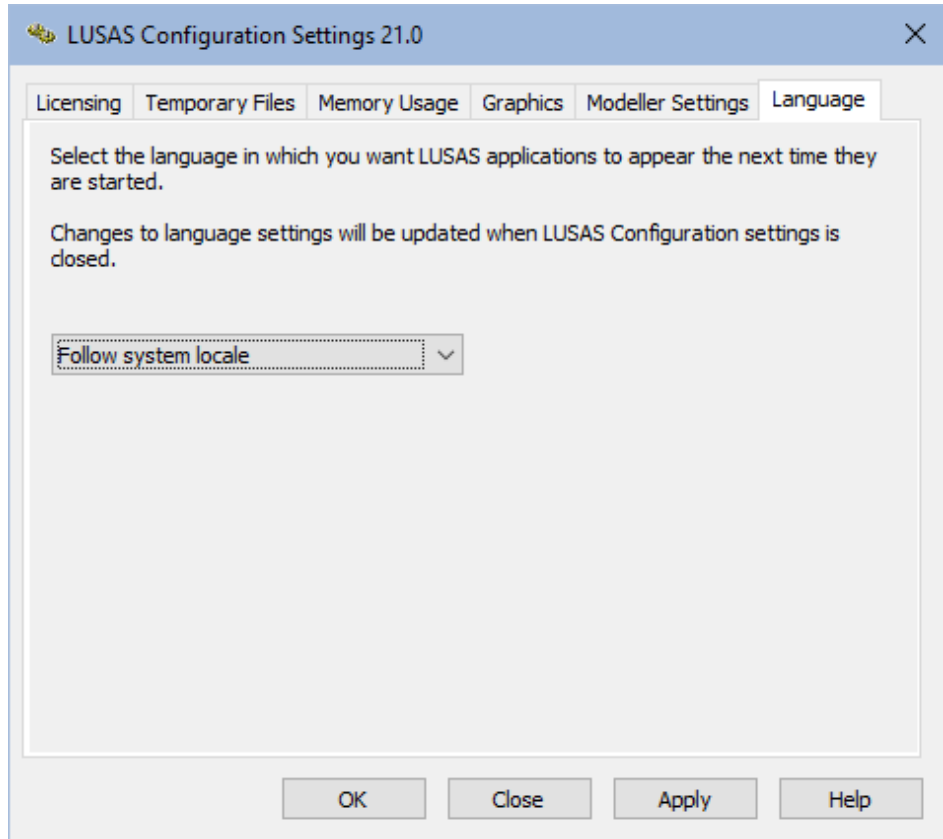 LUSAS Configuration Settings 21.0
Licensing Temporary Files Memory Usage Graphics Modeller Settings Language
Select the language in which you want LUSAS applications to appear the next time they
are started.
Changes to language settings will be updated when LUSAS Configuration settings is
closed.
Follow system locale
OK Close Apply Help